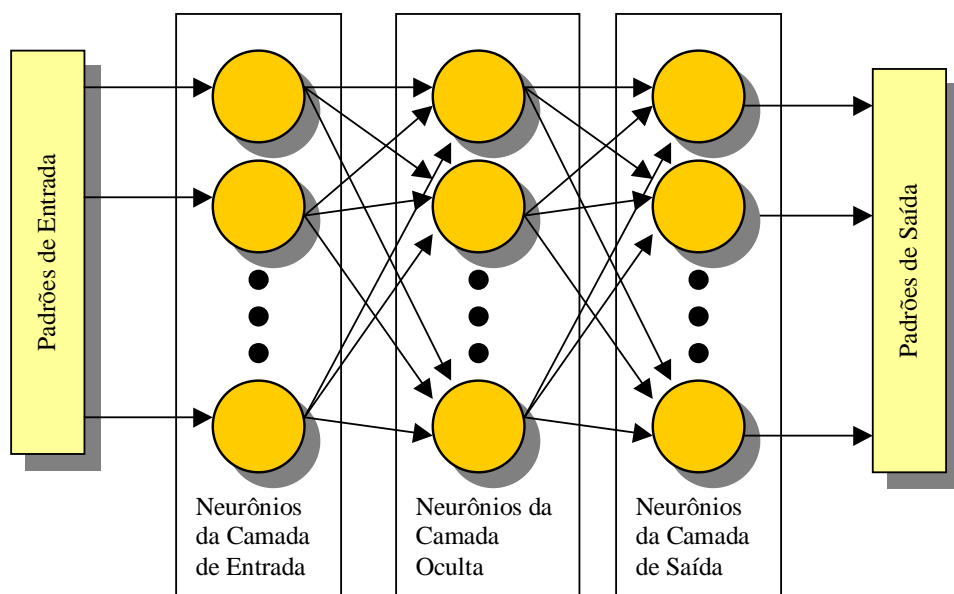 Padrões de Entrada
Neurônios
da Camada
de Entrada
Neurônios da
Camada
Oculta
Neurônios
da Camada
de Saída
Padrões de Saída